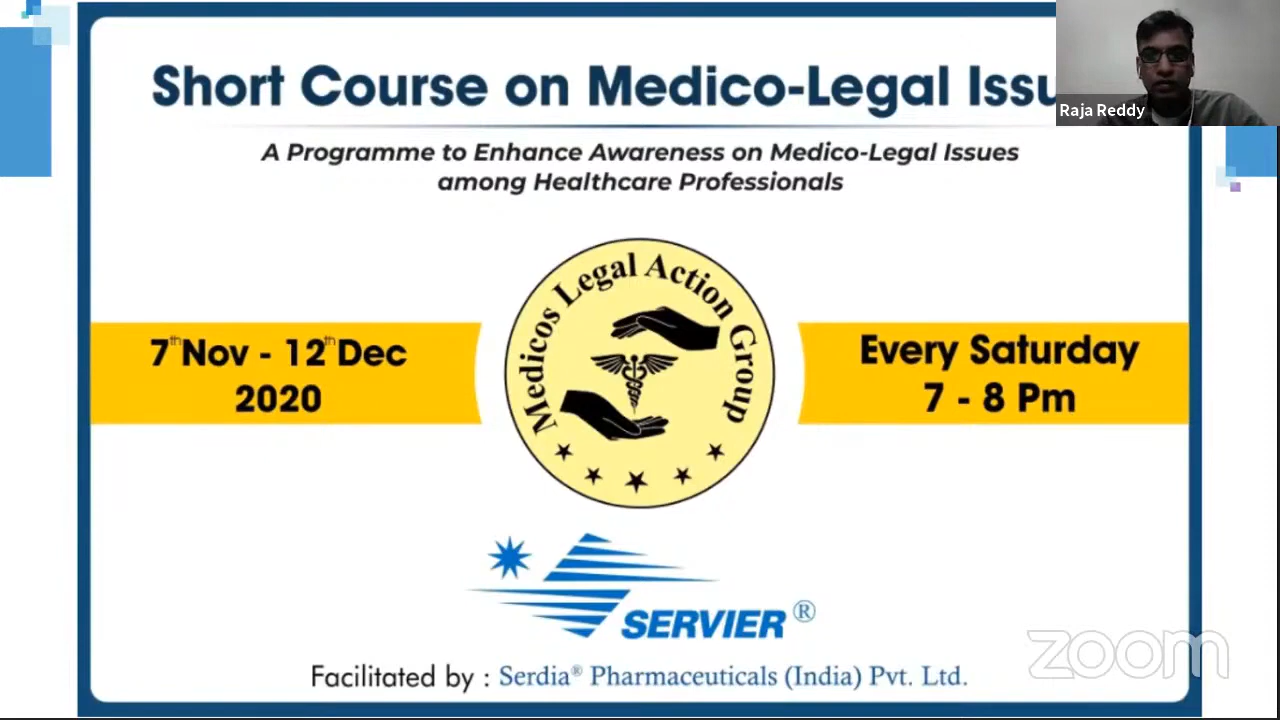 Short Course on Medico-Legal Issu
Raja Reddy
A Programme to Enhance Awareness on Medico-Legal Issues
among Healthcare Professionals
Medicos Legal Action Group
7th Nov - 12th Dec
2020
Every Saturday
7 - 8 Pm
SERVIER®
zoom
Facilitated by : Serdia® Pharmaceuticals (India) Pvt. Ltd.